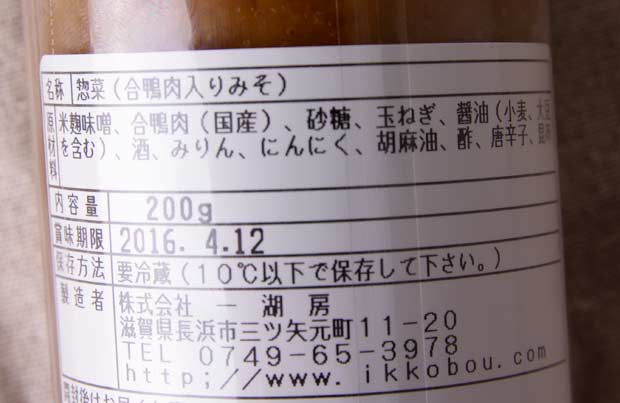 名称 惣菜(合鴨肉入りみそ)
原材料 米麹味噌、合鴨肉(国産)、砂糖、玉ねぎ、醤油(小麦、大豆
を含む)、酒、みりん、にんにく、胡麻油、酢、唐辛子、昆布
内容量 200g
賞味期限 2016. 4.12
保存方法 要冷蔵(10℃以下で保存して下さい。)
製造者 株式会社 一湖房
滋賀県長浜市三ツ矢元町11-20
TEL 0749-65-3978
http;//www.ikkobou.com